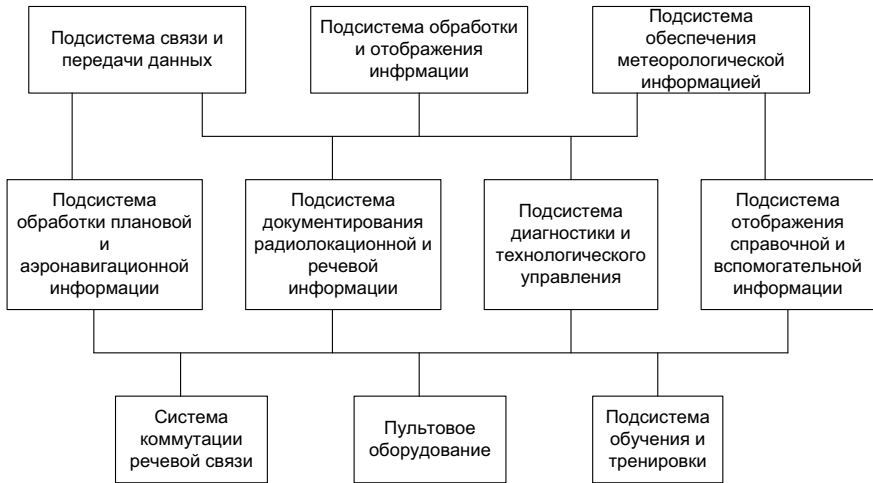 Подсистема связи и
передачи данных
Подсистема обработки
и отображения
инфрмации
Подсистема
обеспечения
метеорологической
информацией
Подсистема
обработки плановой
и
аэронавигационной
информации
Подсистема
документирования
радиолокационной и
речевой
информации
Подсистема
диагностики и
технологического
управления
Подсистема
отображения
справочной и
вспомогательной
информации
Система
коммутации
речевой связи
Пультовое
оборудование
Подсистема
обучения и
тренировки